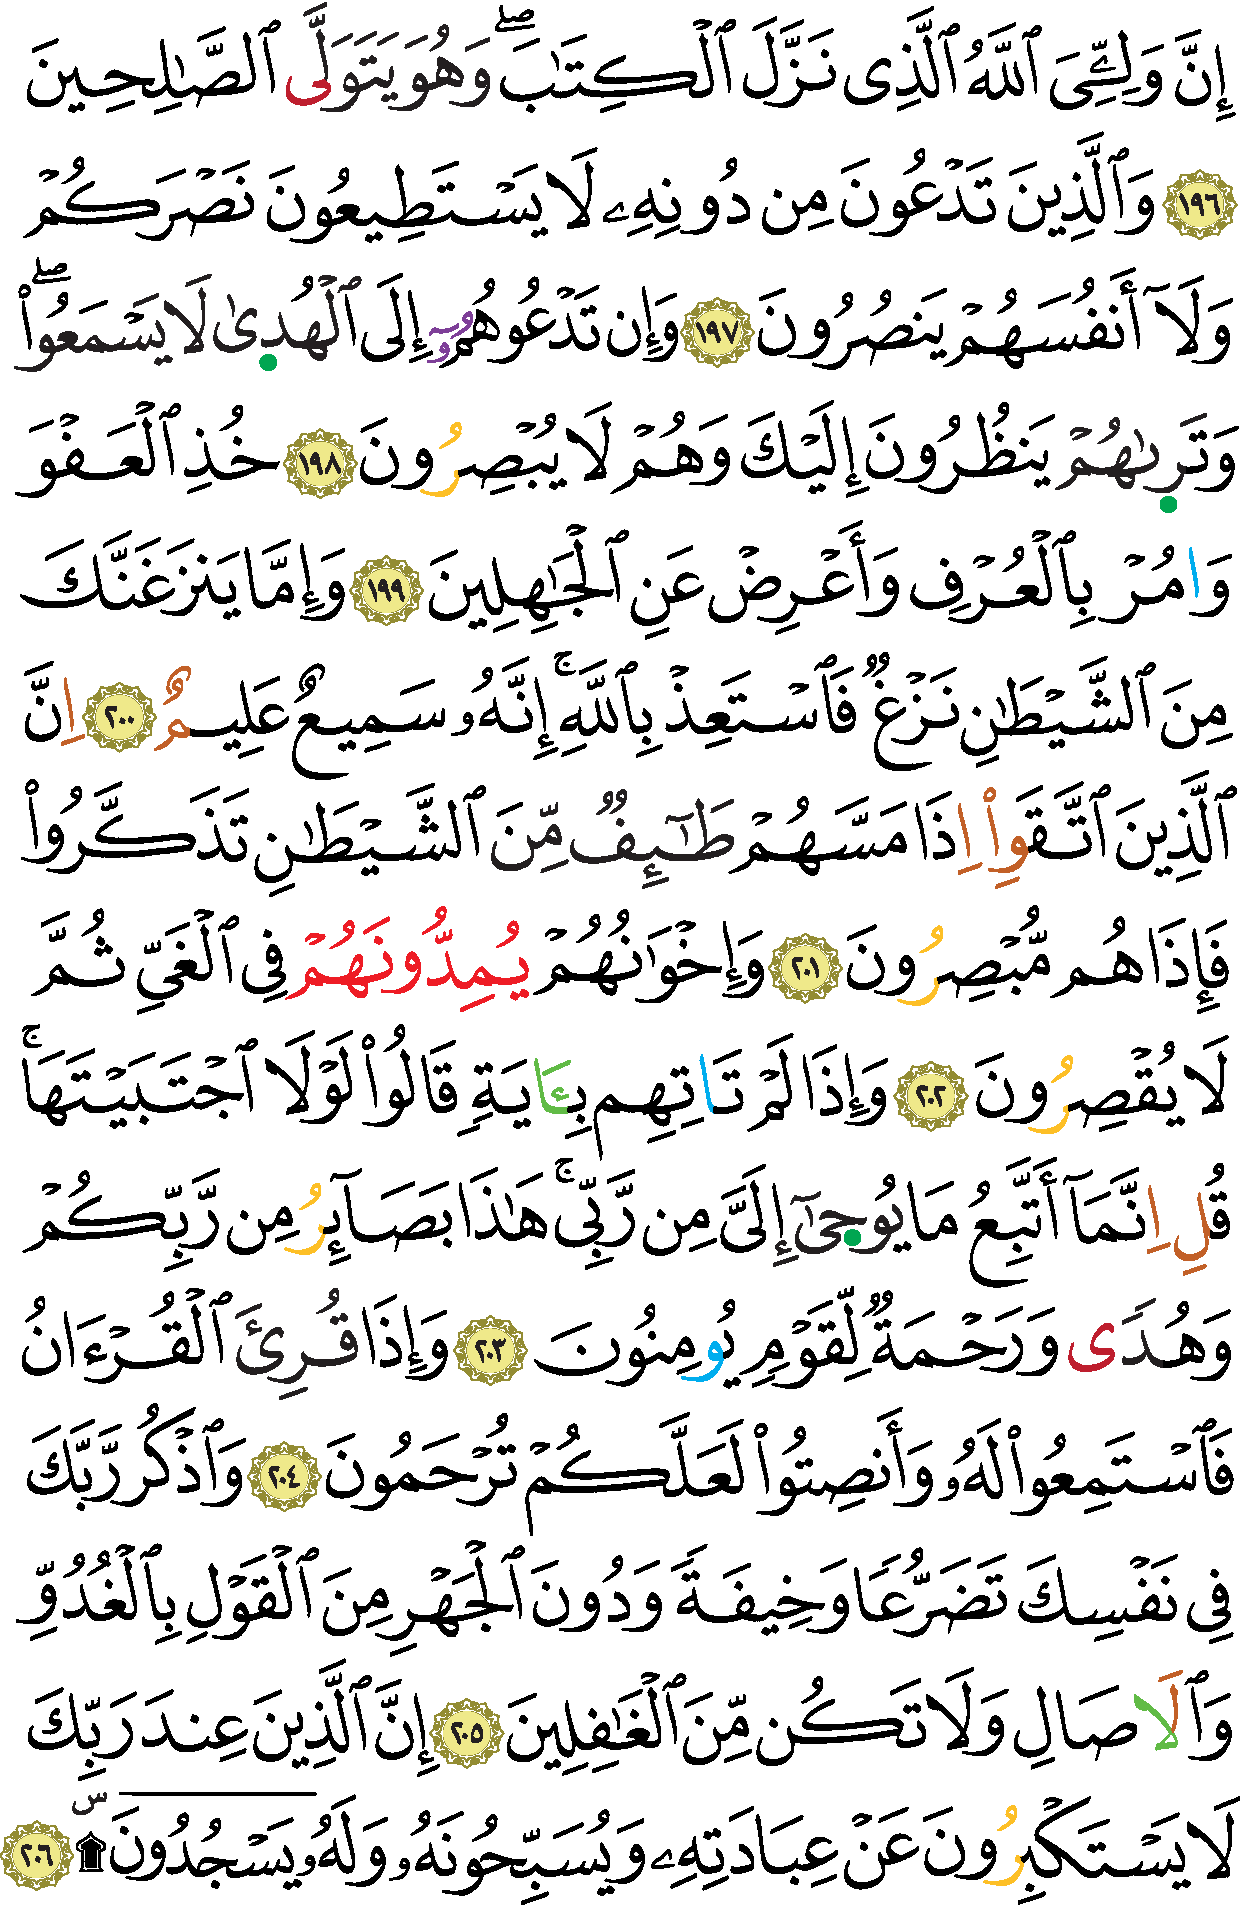 إِنَّ وَلِـِّۧيَ ٱللَّهُ ٱلَّذِي نَزَّلَ ٱلْكِتَٰبَ ۖ وَهُوَ يَتَوَلَّى ٱلصَّٰلِحِينَ
١٩٦ وَٱلَّذِينَ تَدْعُونَ مِن دُونِهِۦ لَا يَسْتَطِيعُونَ نَصْرَكُمْ
وَلَآ أَنفُسَهُمْ يَنصُرُونَ ١٩٧ وَإِن تَدْعُوهُمُۥٓ إِلَى ٱلْهُدِىٰ لَا يَسْمَعُوا۟ ۖ
وَتَرِىٰهُمْ يَنظُرُونَ إِلَيْكَ وَهُمْ لَا يُبْصِرُونَ ١٩٨ خُذِ ٱلْعَفْوَ
وَامُرْ بِٱلْعُرْفِ وَأَعْرِضْ عَنِ ٱلْجَٰهِلِينَ ١٩٩ وَإِمَّا يَنزَغَنَّكَ
مِنَ ٱلشَّيْطَٰنِ نَزْغٌ فَٱسْتَعِذْ بِٱللَّهِ ۚ إِنَّهُۥ سَمِيعٌ عَلِيمٌ ٢٠٠ اِنَّ
ٱلَّذِينَ ٱتَّقَوِا۟ اِذَا مَسَّهُمْ طَٰٓئِفٌ مِّنَ ٱلشَّيْطَٰنِ تَذَكَّرُوا۟
فَإِذَا هُم مُّبْصِرُونَ ٢٠١ وَإِخْوَٰنُهُمْ يُمِدُّونَهُمْ فِي ٱلْغَيِّ ثُمَّ
لَا يُقْصِرُونَ ٢٠٢ وَإِذَا لَمْ تَاتِهِم بِـَٔايَةٍ قَالُوا۟ لَوْلَا ٱجْتَبَيْتَهَا ۚ
قُلِ اِنَّمَآ أَتَّبِعُ مَا يُوحِىٰٓ إِلَيَّ مِن رَّبِّي ۚ هَٰذَا بَصَآئِرُ مِن رَّبِّكُمْ
وَهُدًى وَرَحْمَةٌ لِّقَوْمٍ يُومِنُونَ ٢٠٣ وَإِذَا قُرِئَ ٱلْقُرْءَانُ
فَٱسْتَمِعُوا۟ لَهُۥ وَأَنصِتُوا۟ لَعَلَّكُمْ تُرْحَمُونَ ٢٠٤ وَٱذْكُر رَّبَّكَ
فِي نَفْسِكَ تَضَرُّعًا وَخِيفَةً وَدُونَ ٱلْجَهْرِ مِنَ ٱلْقَوْلِ بِٱلْغُدُوِّ
وَٱلَاصَالِ وَلَا تَكُن مِّنَ ٱلْغَٰفِلِينَ ٢٠٥ إِنَّ ٱلَّذِينَ عِندَ رَبِّكَ
لَا يَسْتَكْبِرُونَ عَنْ عِبَادَتِهِۦ وَيُسَبِّحُونَهُۥ وَلَهُۥ يَسْجُدُونَ ۩ س ٢٠٦